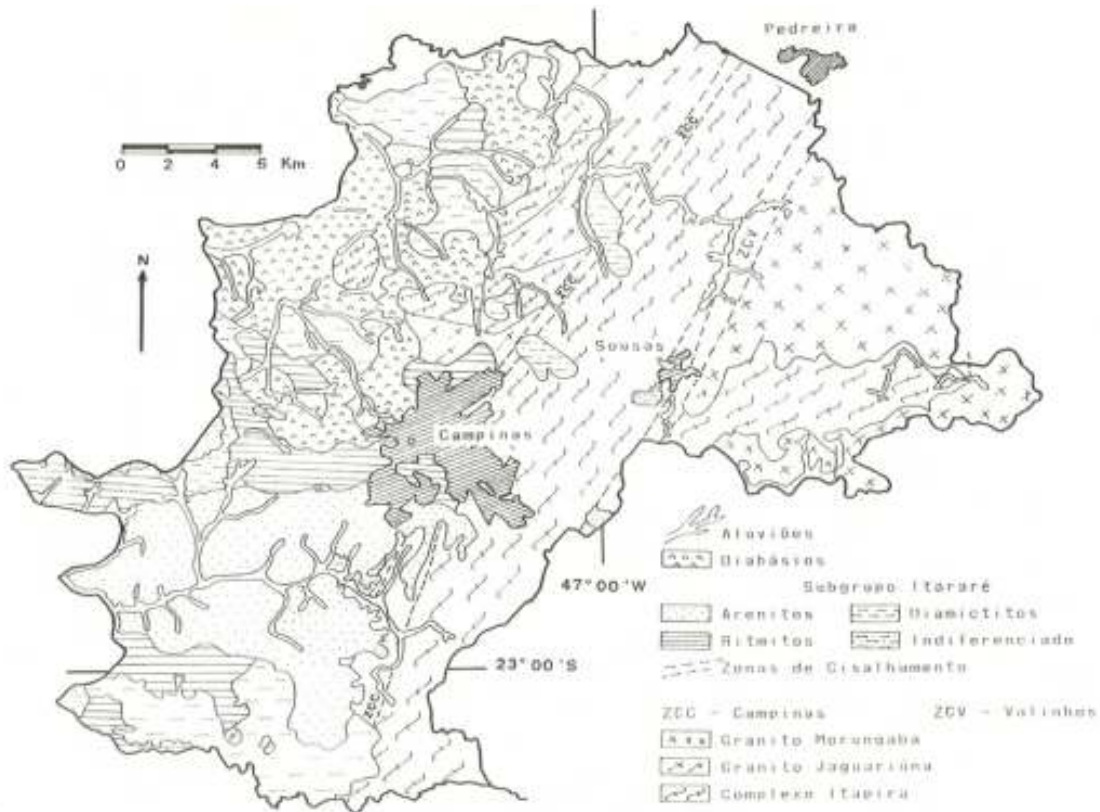 Pedreira
0 2 4 6 Km
N
ZCC
ZCV
ZCC
Sousas
Campinas
Aluviões
47°00'W
Diabásios
Subgrupo Itararé
Arenitos
Diamictitos
Ritmitos
Indiferenciado
23°00'S
Zonas de Cisalhamento
ZCC
ZCC - Campinas ZCV - Valinhos
Granito Morungaba
Granito Jaguariúna
Complexo Itapira